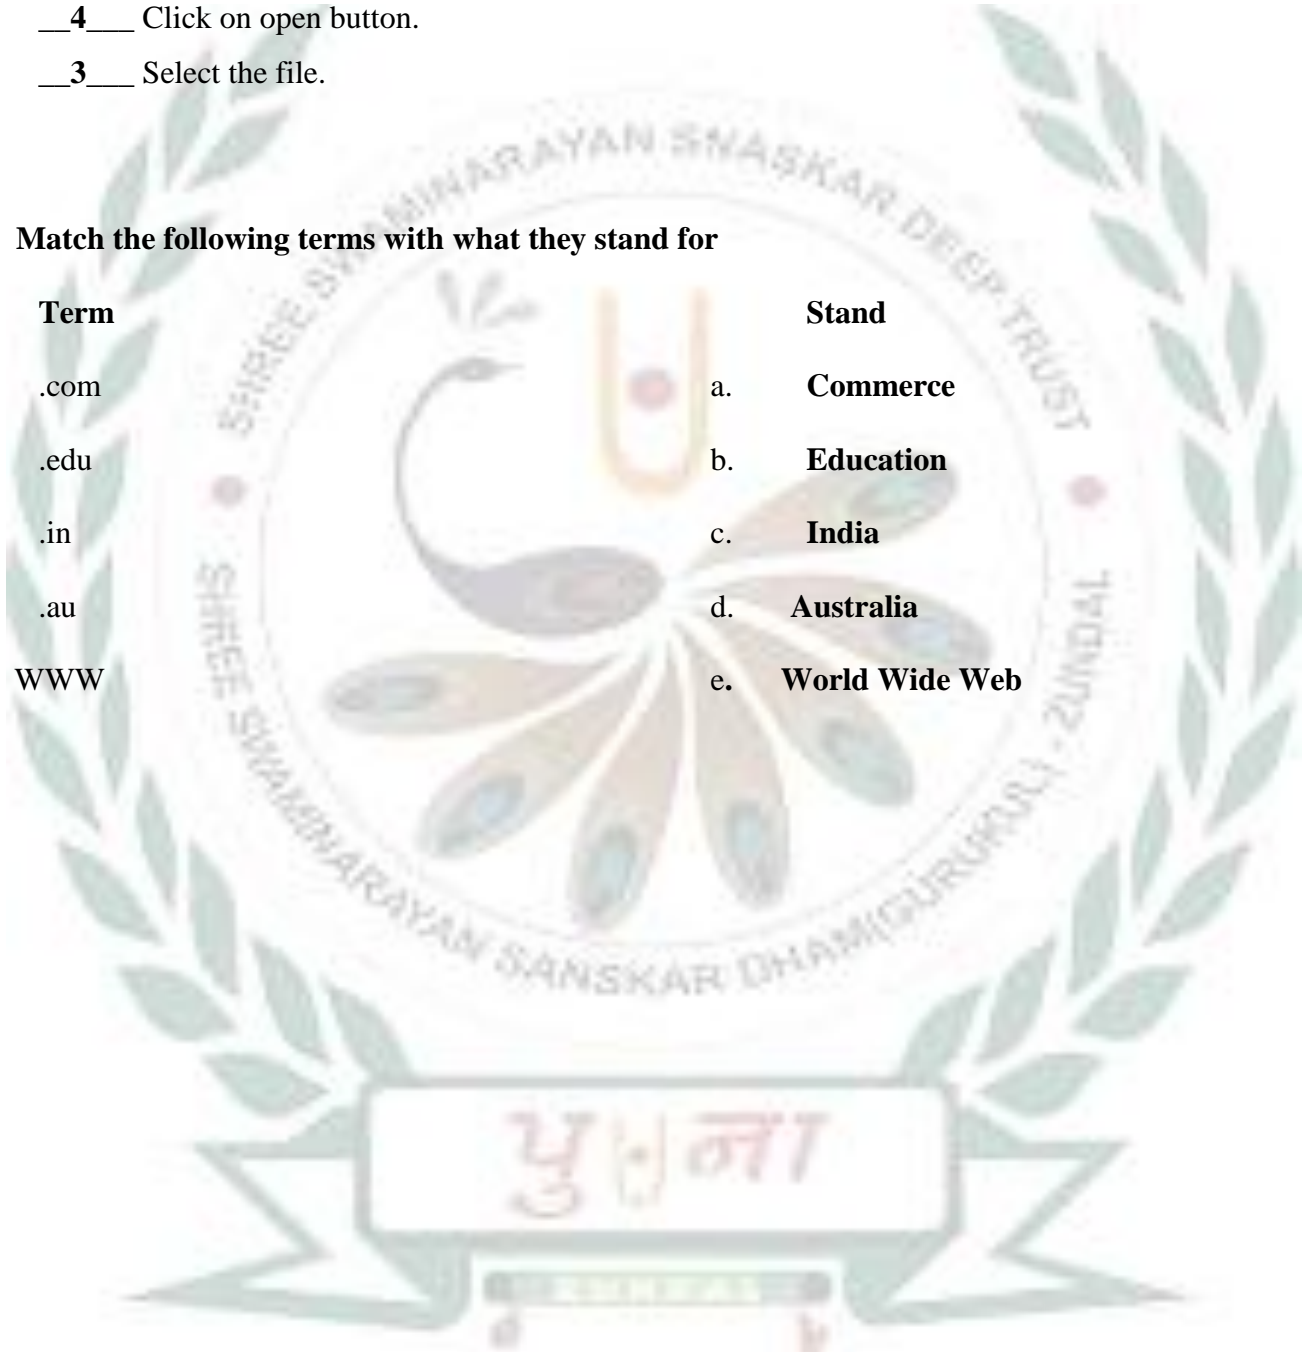 __4___ Click on open button.
__3___ Select the file.
SHREE SWAMINARAYAN SNASKAR DEEP TRUST
Match the following terms with what they stand for
Term Stand
.com a. Commerce
.edu b. Education
.in c. India
.au d. Australia
WWW e. World Wide Web
SHREE SWAMINARAYAN SANSKAR DHAM(GURUKUL) - ZUNDAL